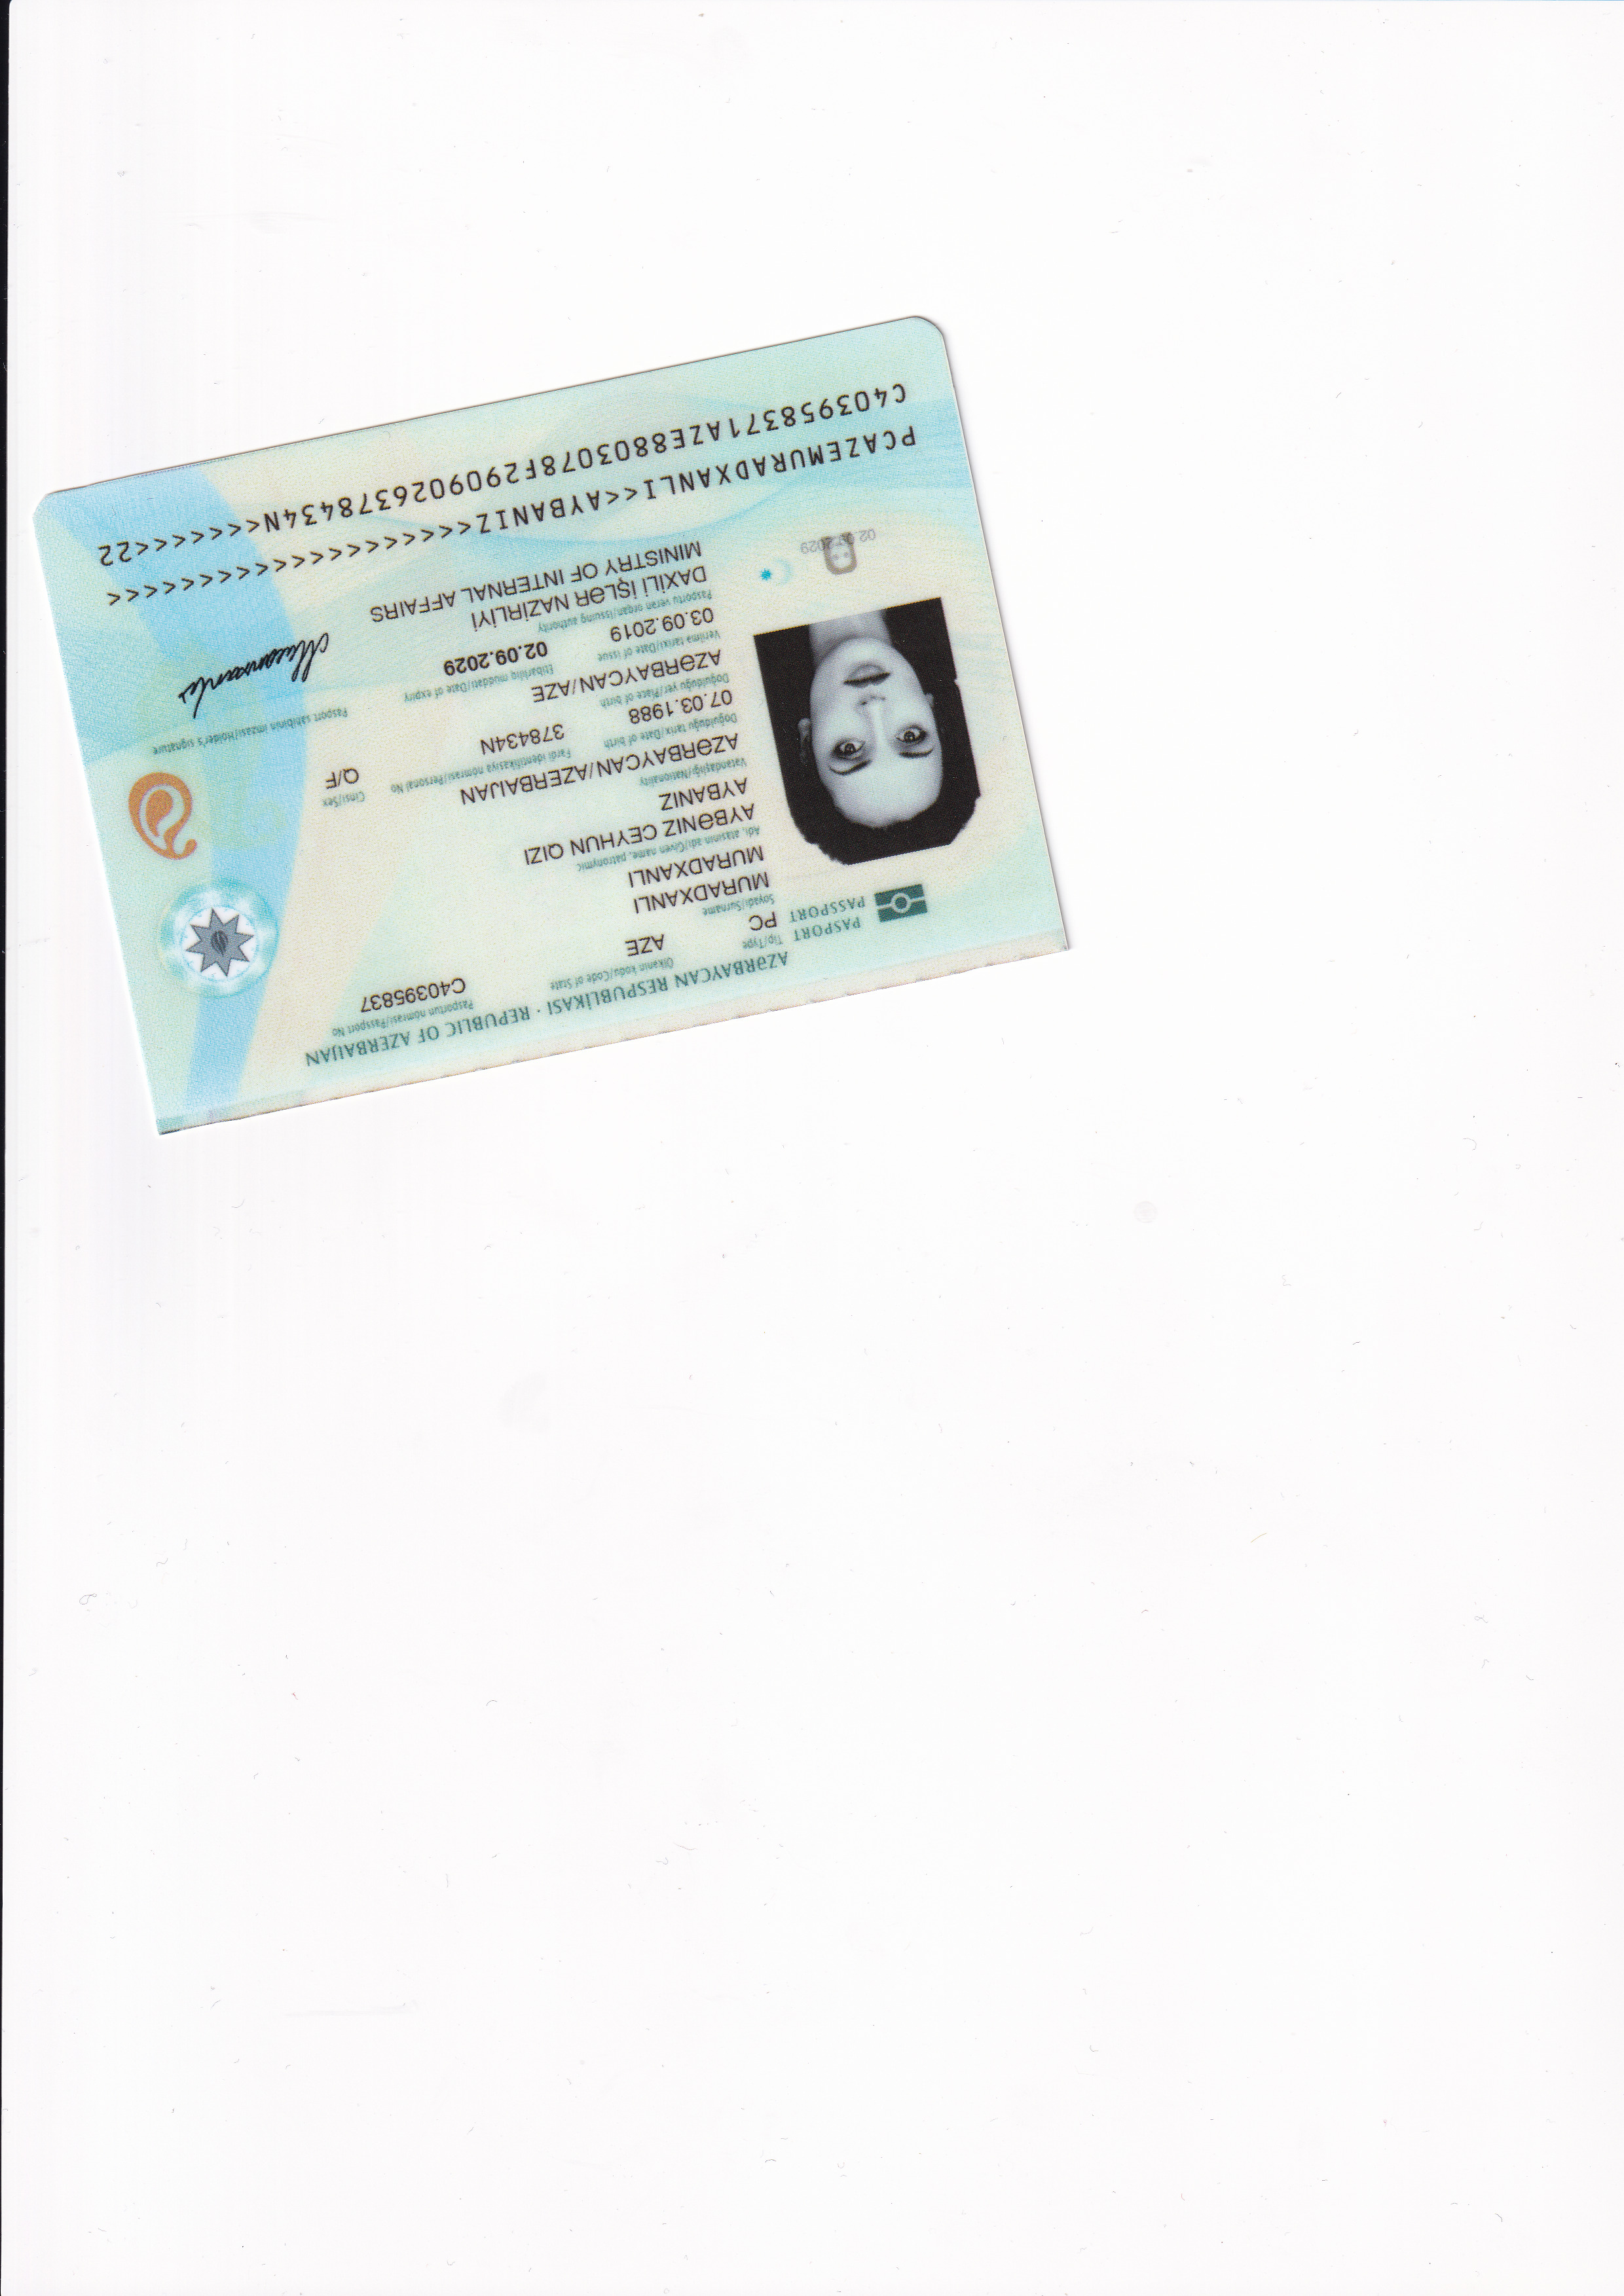 AZƏRBAYCAN RESPUBLİKASI · REPUBLIC OF AZERBAIJAN
PASPORT
PASSPORT
Tip/Type
PC
Ölkənin kodu/Code of State
AZE
Pasportun nömrəsi/Passport No
C40395837
Soyadı/Surname
MURADXANLI
MURADXANLI
Adı, atasının adı/Given name, patronymic
AYBƏNIZ CEYHUN QIZI
AYBANIZ
Vətəndaşlığı/Nationality
AZƏRBAYCAN/AZERBAIJAN
Cinsi/Sex
Q/F
Doğulduğu tarix/Date of birth
07.03.1988
Fərdi identifikasiya nömrəsi/Personal No
378434N
Doğulduğu yer/Place of birth
AZƏRBAYCAN/AZE
Pasport sahibinin imzası/Holder's signature
Verilmə tarixi/Date of issue
03.09.2019
Etibarlılıq müddəti/Date of expiry
02.09.2029
Pasportu verən orqan/Issuing authority
DAXİLİ İŞLƏR NAZİRLİYİ
MINISTRY OF INTERNAL AFFAIRS
PCAZEMURADXANLI<<AYBANIZ<<<<<<<<<<<<<<<<<<<<
C403958371AZE8803078F2909026378434N<<<<<<<22